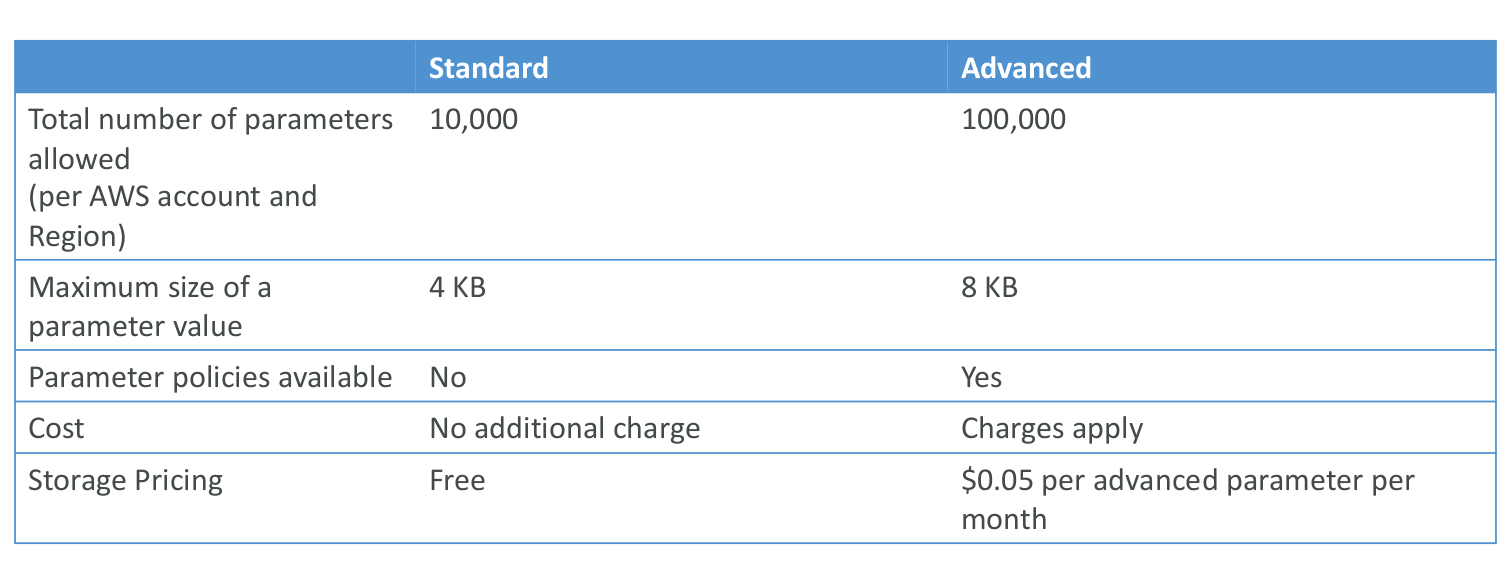 Standard Advanced
Total number of parameters 10,000 100,000
allowed
(per AWS account and
Region)
Maximum size of a 4 KB 8 KB
parameter value
Parameter policies available No Yes
Cost No additional charge Charges apply
Storage Pricing Free $0.05 per advanced parameter per
month